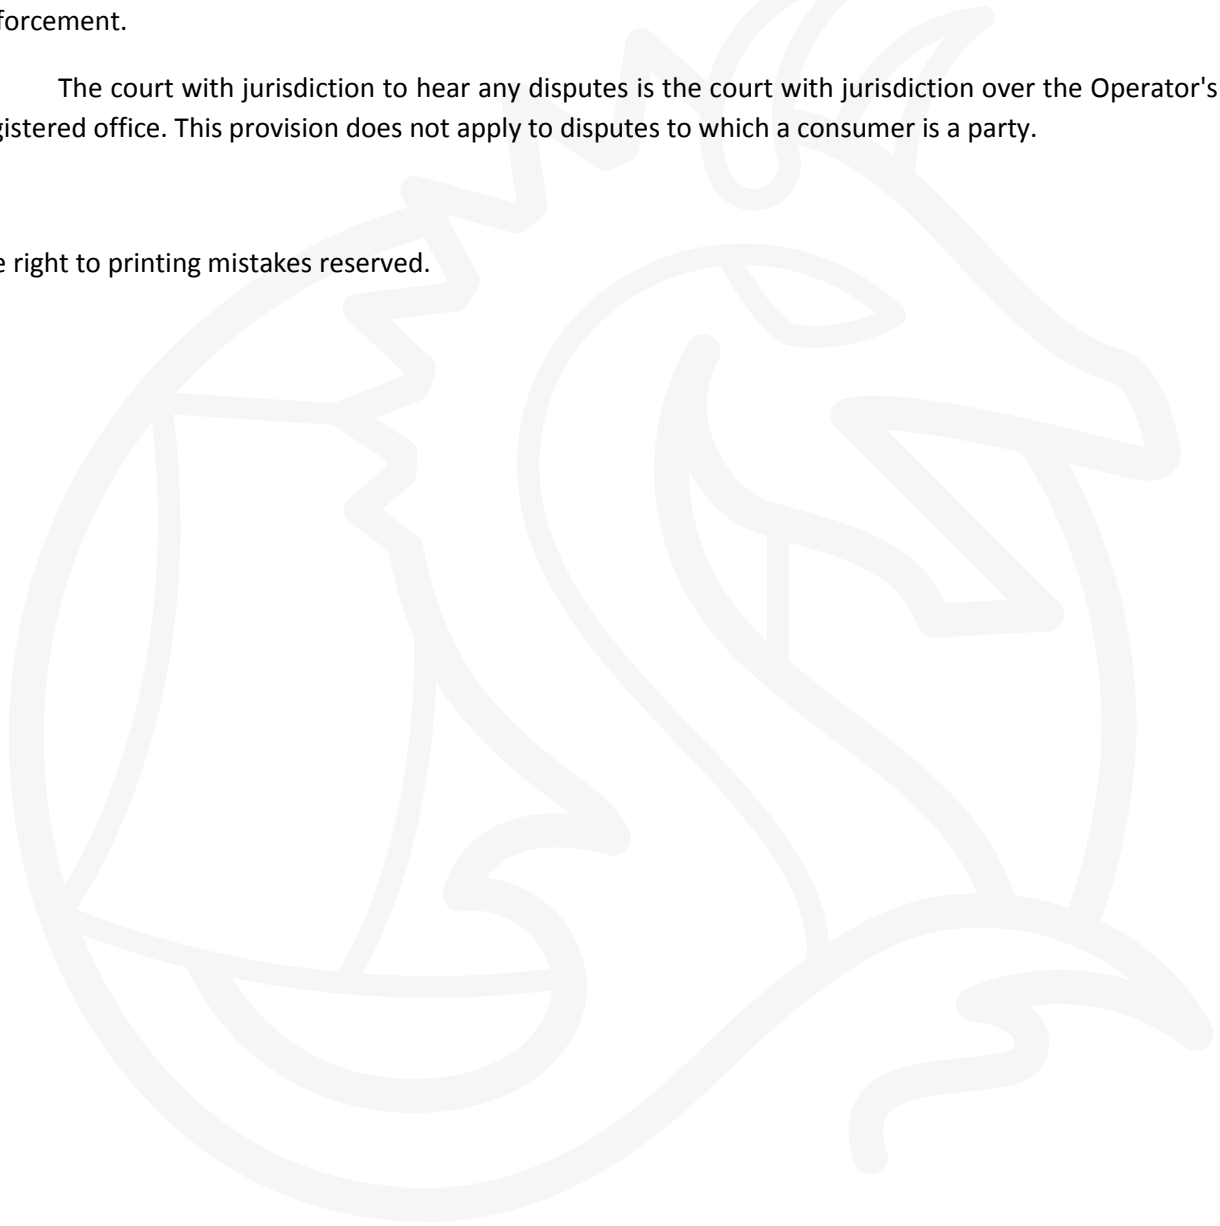 forcement.
The court with jurisdiction to hear any disputes is the court with jurisdiction over the Operator's
gistered office. This provision does not apply to disputes to which a consumer is a party.
e right to printing mistakes reserved.